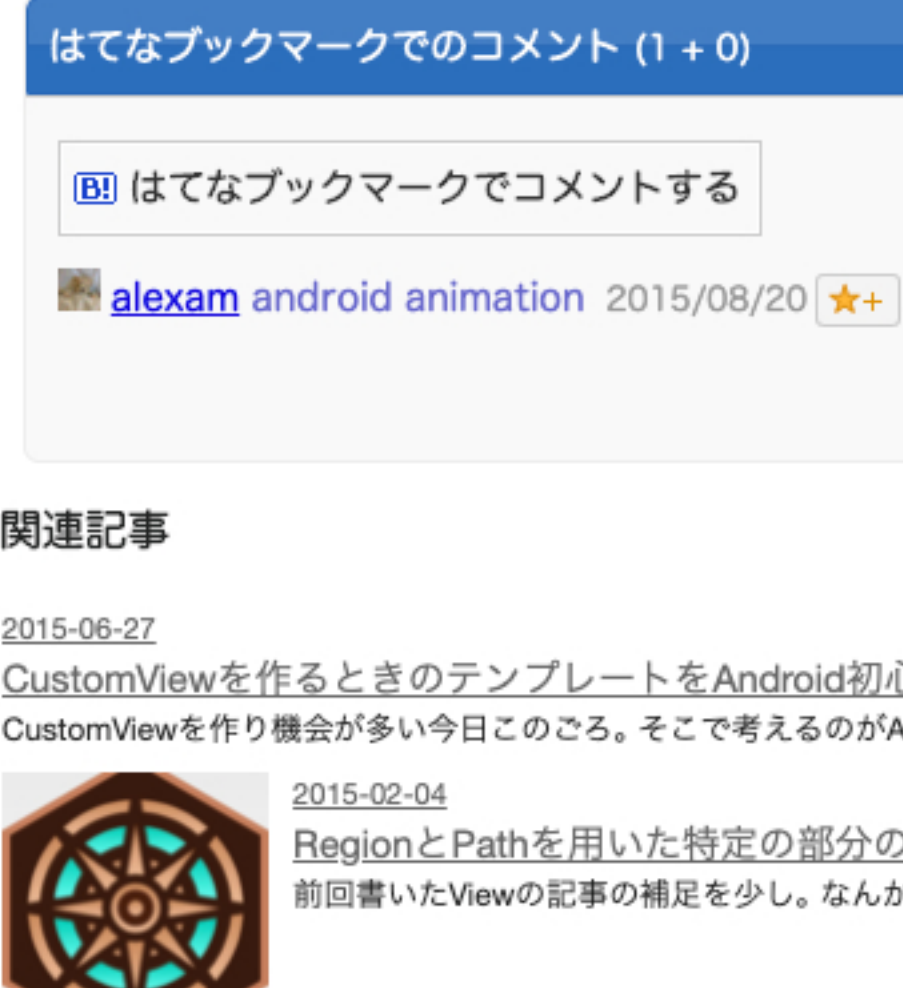 はてなブックマークでのコメント (1 + 0)
B! はてなブックマークでコメントする
alexam android animation 2015/08/20 ★+
関連記事
2015-06-27
CustomViewを作るときのテンプレートをAndroid初心
CustomViewを作り機会が多い今日このごろ。そこで考えるのがA
2015-02-04
RegionとPathを用いた特定の部分の
前回書いたViewの記事の補足を少し。なんか